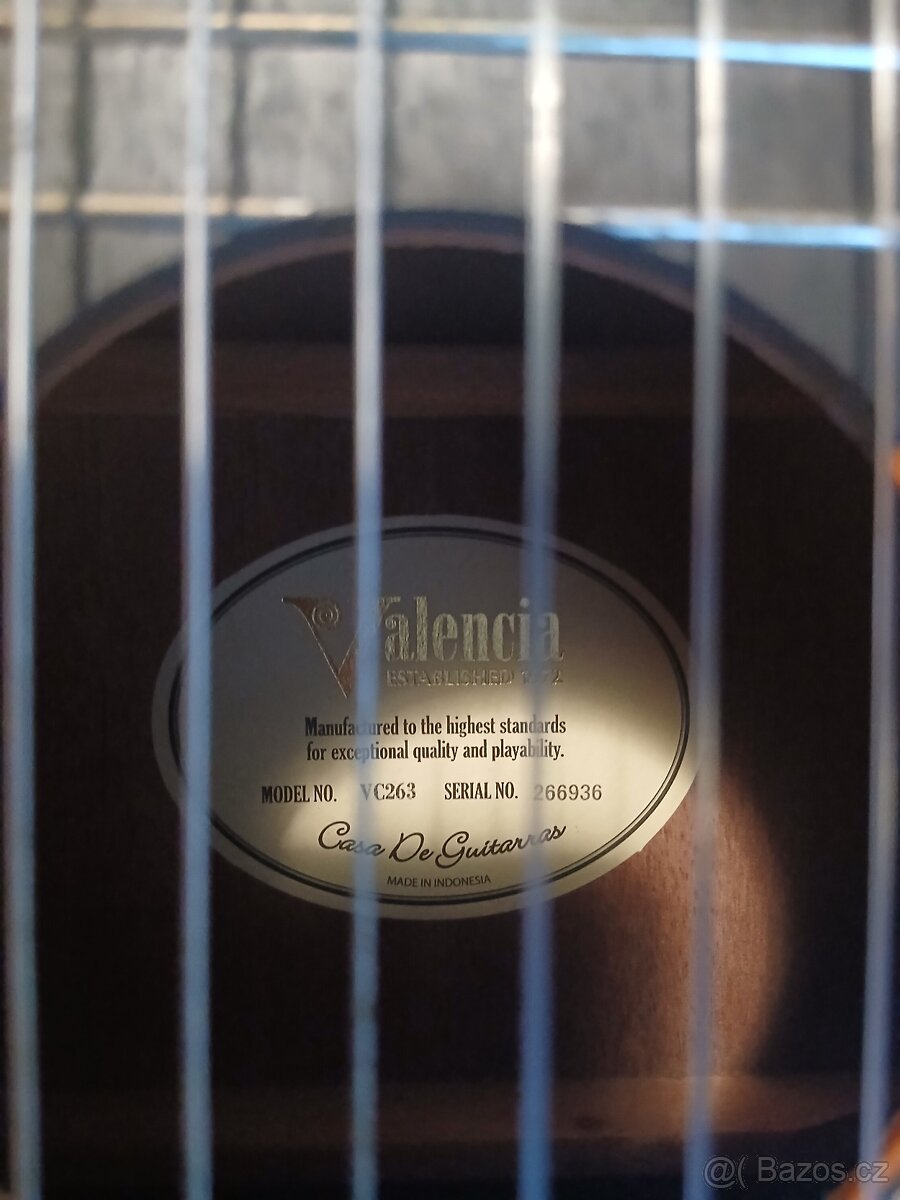 Valencia
ESTABLISHED 1972
Manufactured to the highest standards
for exceptional quality and playability.
MODEL NO. VC263 SERIAL NO. 266936
Casa De Guitarras
MADE IN INDONESIA
@( Bazos.cz